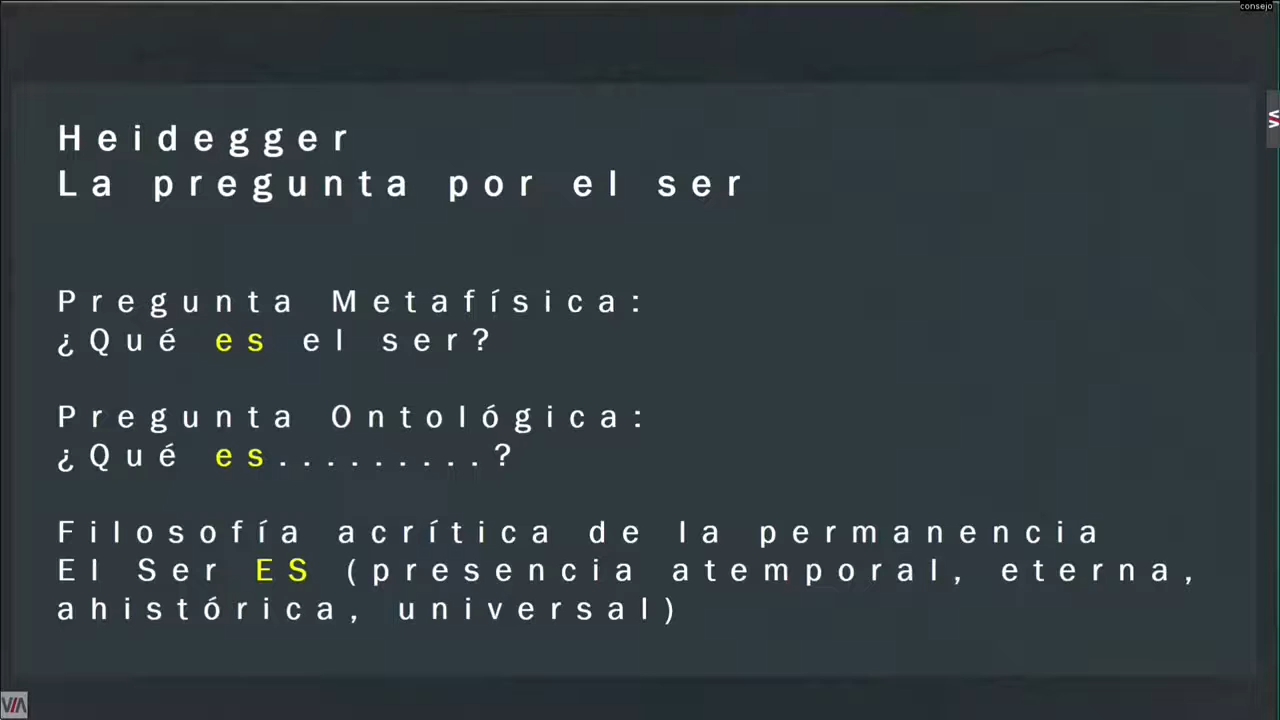 consejo
Heidegger
La pregunta por el ser
Pregunta Metafísica:
¿Qué es el ser?
Pregunta Ontológica:
¿Qué es.........?
Filosofía acrítica de la permanencia
El Ser ES (presencia atemporal, eterna,
ahistórica, universal)
VIA